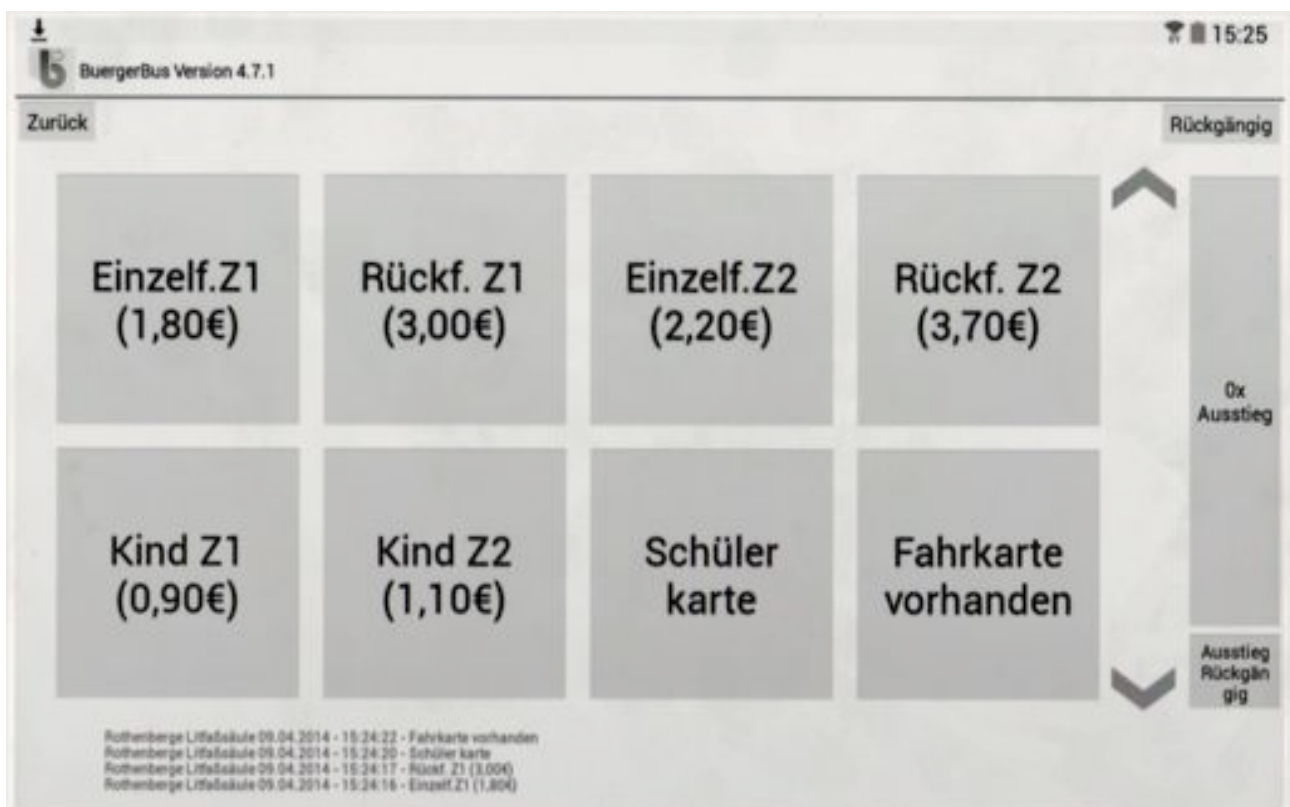 15:25
BuergerBus Version 4.7.1
Zurück
Rückgängig
Einzelf.Z1
(1,80€)
Rückf. Z1
(3,00€)
Einzelf.Z2
(2,20€)
Rückf. Z2
(3,70€)
0x
Ausstieg
Kind Z1
(0,90€)
Kind Z2
(1,10€)
Schüler
karte
Fahrkarte
vorhanden
Ausstieg
Rückgän
gig
Rothenberge Litfaßsäule 09.04.2014 - 15:24:22 - Fahrkarte vorhanden
Rothenberge Litfaßsäule 09.04.2014 - 15:24:20 - Schüler karte
Rothenberge Litfaßsäule 09.04.2014 - 15:24:17 - Rückf. Z1 (3,00€)
Rothenberge Litfaßsäule 09.04.2014 - 15:24:16 - Einzelf.Z1 (1,80€)